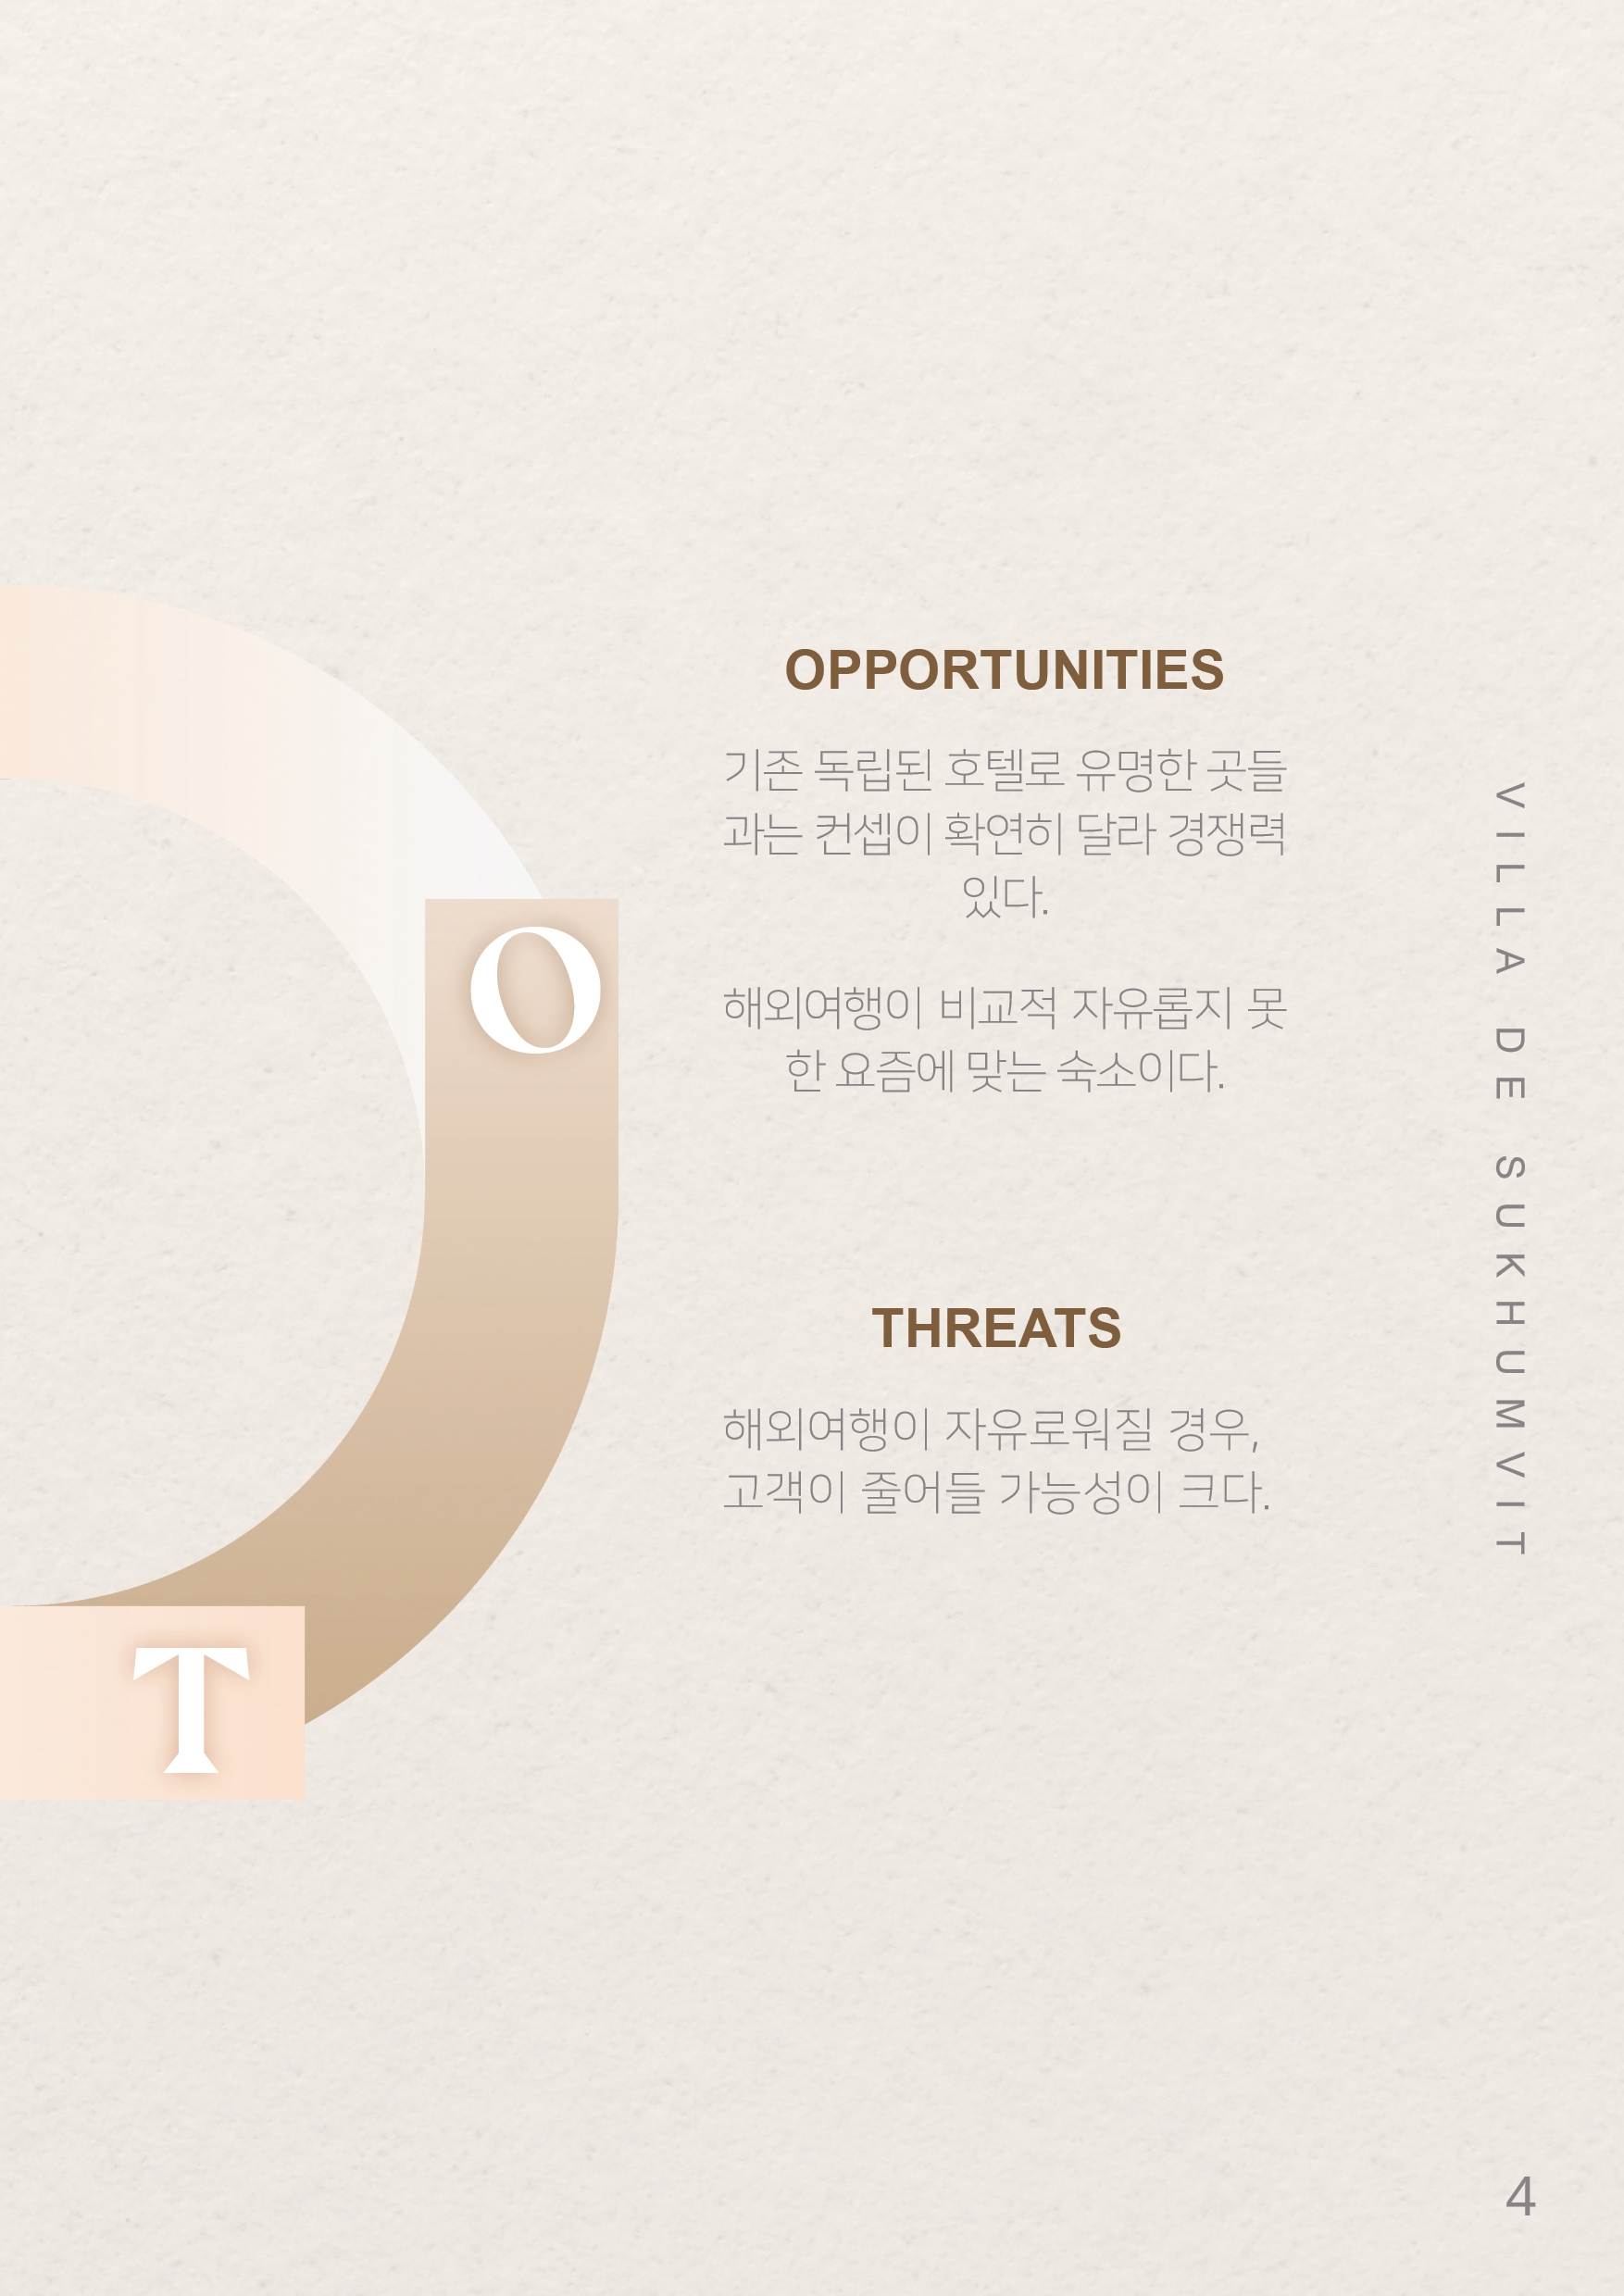 OPPORTUNITIES
기존 독립된 호텔로 유명한 곳들
과는 컨셉이 확연히 달라 경쟁력
있다.
해외여행이 비교적 자유롭지 못
한 요즘에 맞는 숙소이다.
O
THREATS
해외여행이 자유로워질 경우,
고객이 줄어들 가능성이 크다.
T
VILLA DE SUKHUMVIT
4